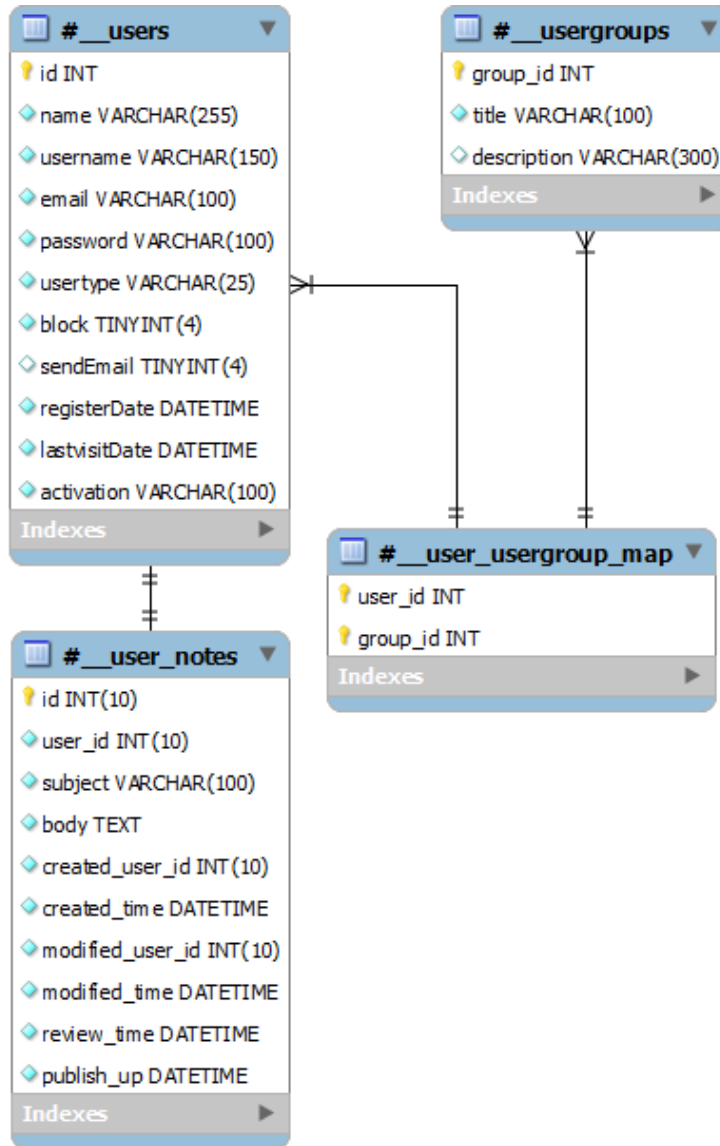 #__users
id INT
name VARCHAR(255)
username VARCHAR(150)
email VARCHAR(100)
password VARCHAR(100)
usertype VARCHAR(25)
block TINYINT(4)
sendEmail TINYINT(4)
registerDate DATETIME
lastvisitDate DATETIME
activation VARCHAR(100)
Indexes
#__usergroups
group_id INT
title VARCHAR(100)
description VARCHAR(300)
Indexes
#__user_usergroup_map
user_id INT
group_id INT
Indexes
#__user_notes
id INT(10)
user_id INT(10)
subject VARCHAR(100)
body TEXT
created_user_id INT(10)
created_time DATETIME
modified_user_id INT(10)
modified_time DATETIME
review_time DATETIME
publish_up DATETIME
Indexes